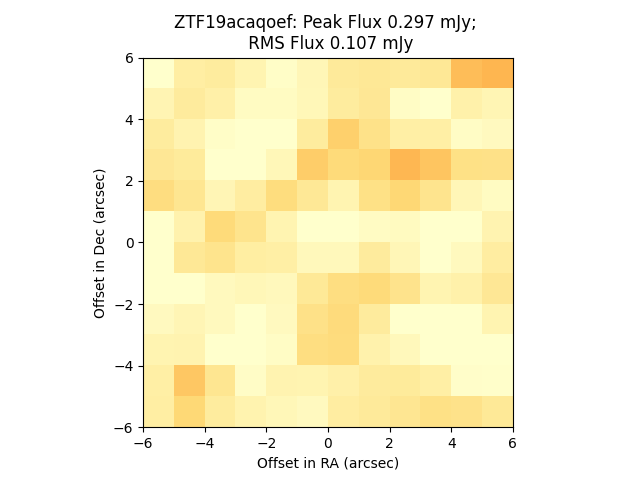 ZTF19acaqoef: Peak Flux 0.297 mJy;
RMS Flux 0.107 mJy
6
4
2
0
−2
−4
−6
Offset in Dec (arcsec)
−6 −4 −2 0 2 4 6
Offset in RA (arcsec)